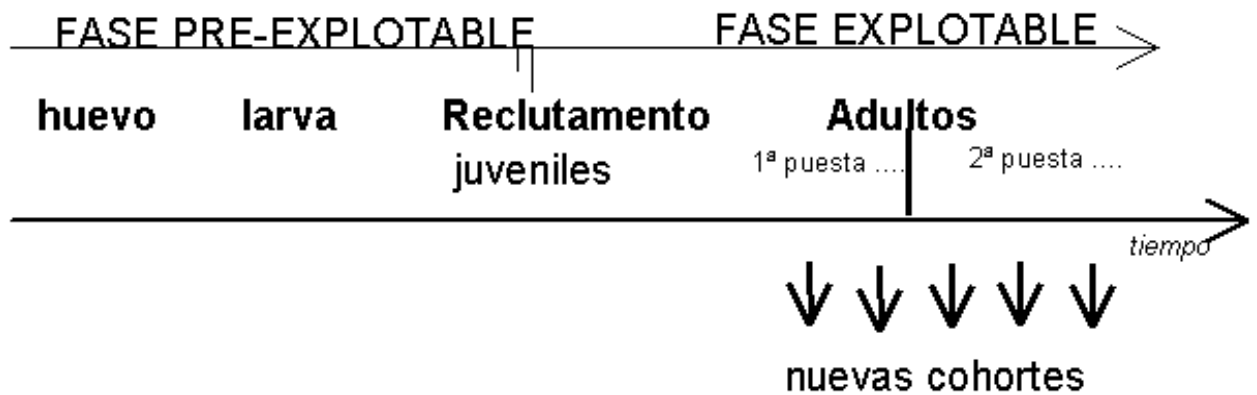 FASE PRE-EXPLOTABLE FASE EXPLOTABLE
huevo larva Reclutamento Adultos
juveniles 1ª puesta .... 2ª puesta ....
tiempo
nuevas cohortes